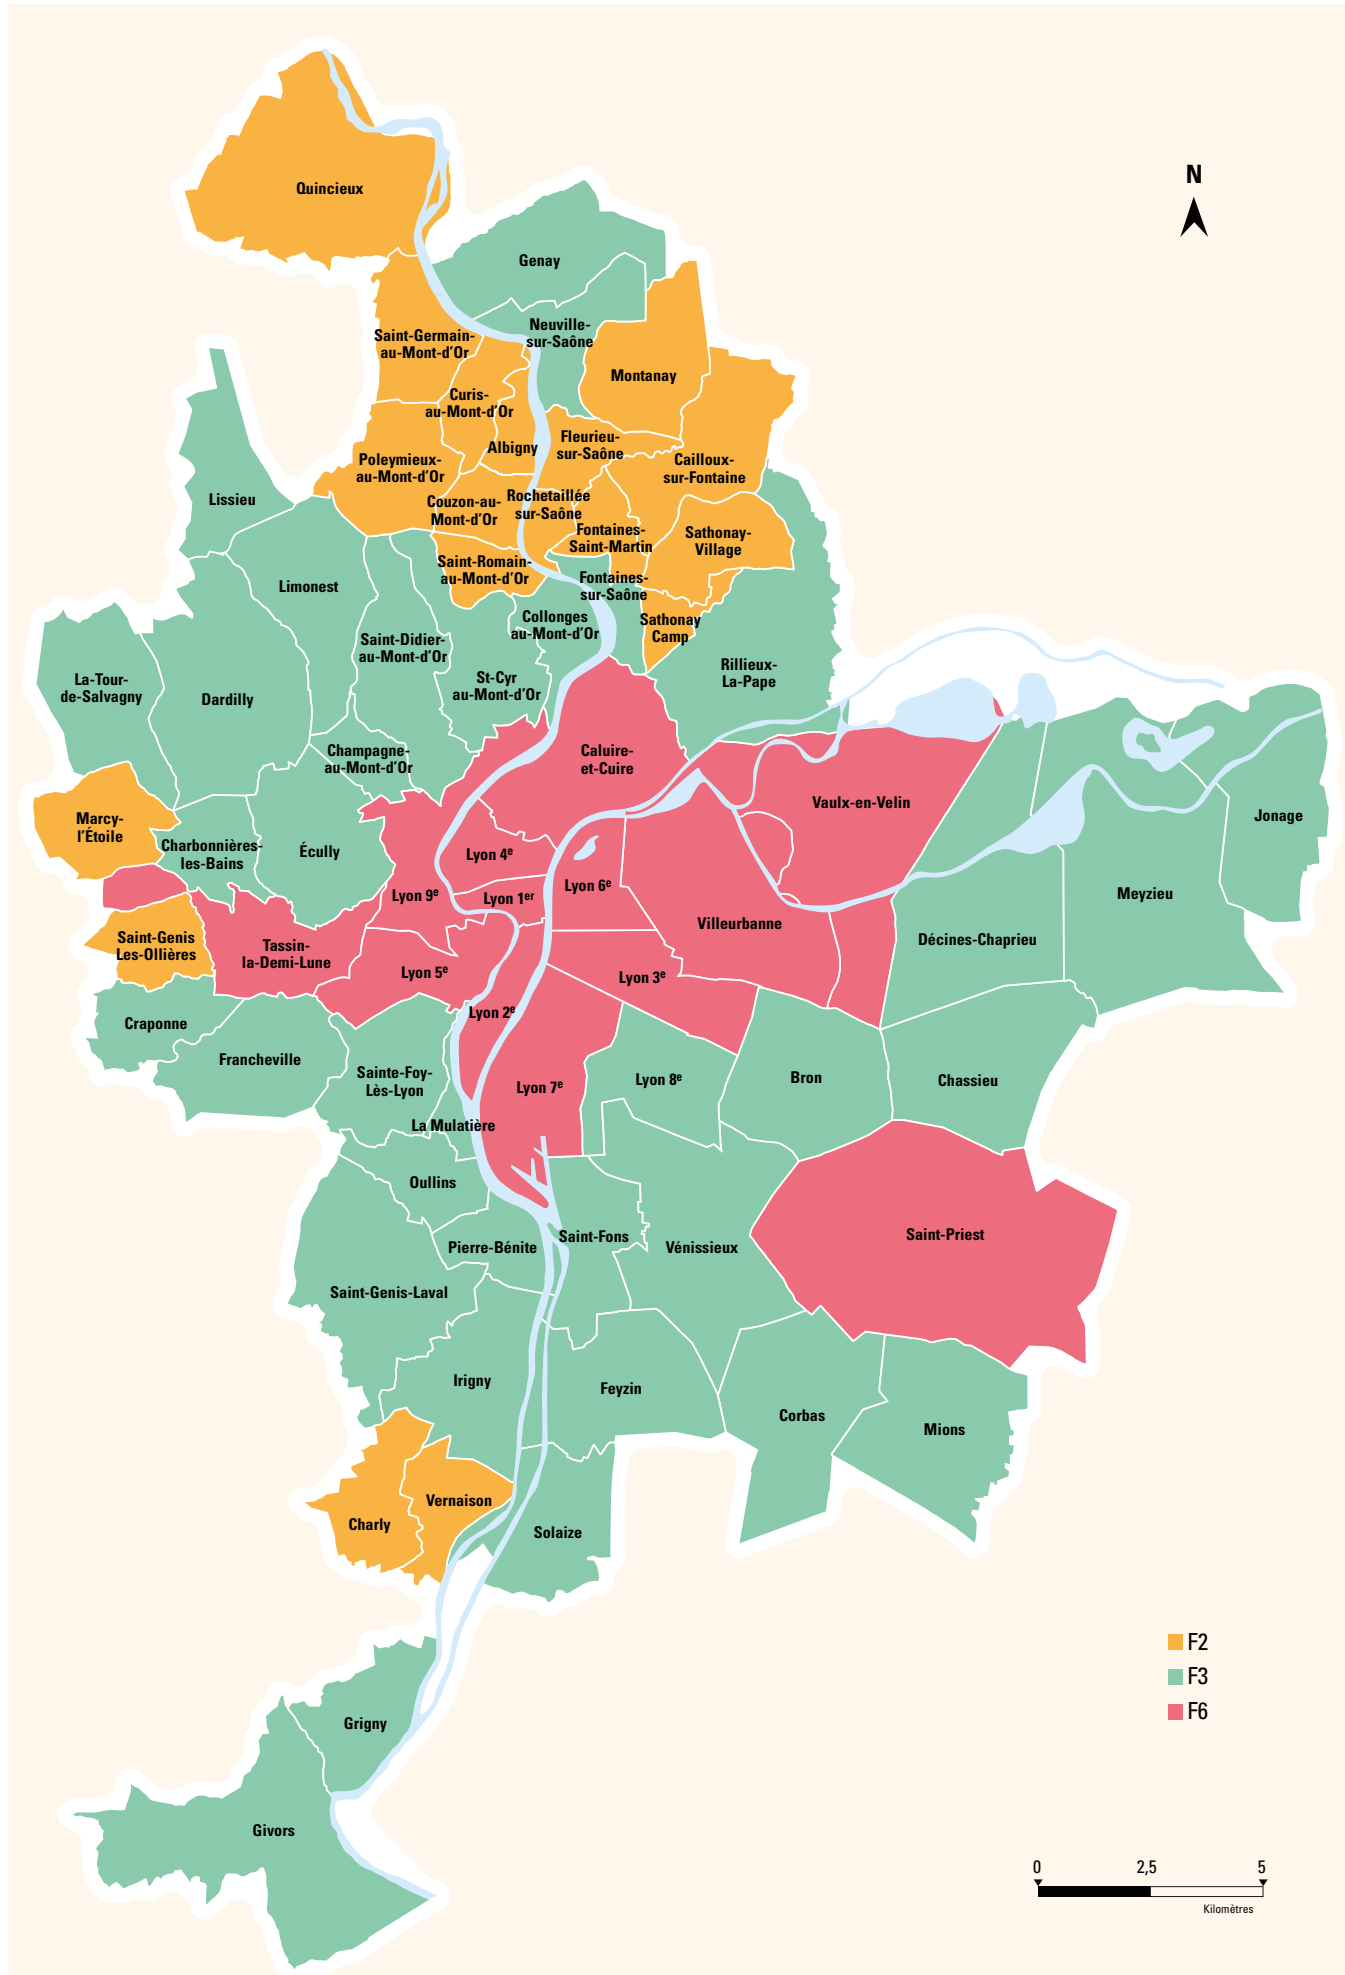 N
Quincieux
Genay
Neuville-
sur-Saône
Saint-Germain-
au-Mont-d'Or
Montanay
Curis-
au-Mont-d'Or
Albigny
Fleurieu-
sur-Saône
Poleymieux-
au-Mont-d'Or
Cailloux-
sur-Fontaine
Lissieu
Couzon-au-
Mont-d'Or
Rochetaillée
sur-Saône
Fontaines-
Saint-Martin
Sathonay-
Village
Saint-Romain-
au-Mont-d'Or
Limonest
Fontaines-
sur-Saône
Collonges
au-Mont-d'Or
Sathonay
Camp
Saint-Didier-
au-Mont-d'Or
Rillieux-
La-Pape
La-Tour-
de-Salvagny
Dardilly
St-Cyr
au-Mont-d'Or
Champagne-
au-Mont-d'Or
Caluire-
et-Cuire
Vaulx-en-Velin
Jonage
Marcy-
l'Étoile
Charbonnières-
les-Bains
Écully
Lyon 4e
Lyon 9e
Lyon 1er
Lyon 6e
Meyzieu
Villeurbanne
Décines-Chaprieu
Saint-Genis
Les-Ollières
Tassin-
la-Demi-Lune
Lyon 5e
Lyon 3e
Lyon 2e
Craponne
Francheville
Sainte-Foy-
Lès-Lyon
Lyon 7e
Lyon 8e
Bron
Chassieu
La Mulatière
Oullins
Saint-Fons
Saint-Priest
Pierre-Bénite
Vénissieux
Saint-Genis-Laval
Irigny
Feyzin
Corbas
Mions
Vernaison
Charly
Solaize
F2
F3
F6
Grigny
Givors
0 2,5 5
Kilomètres